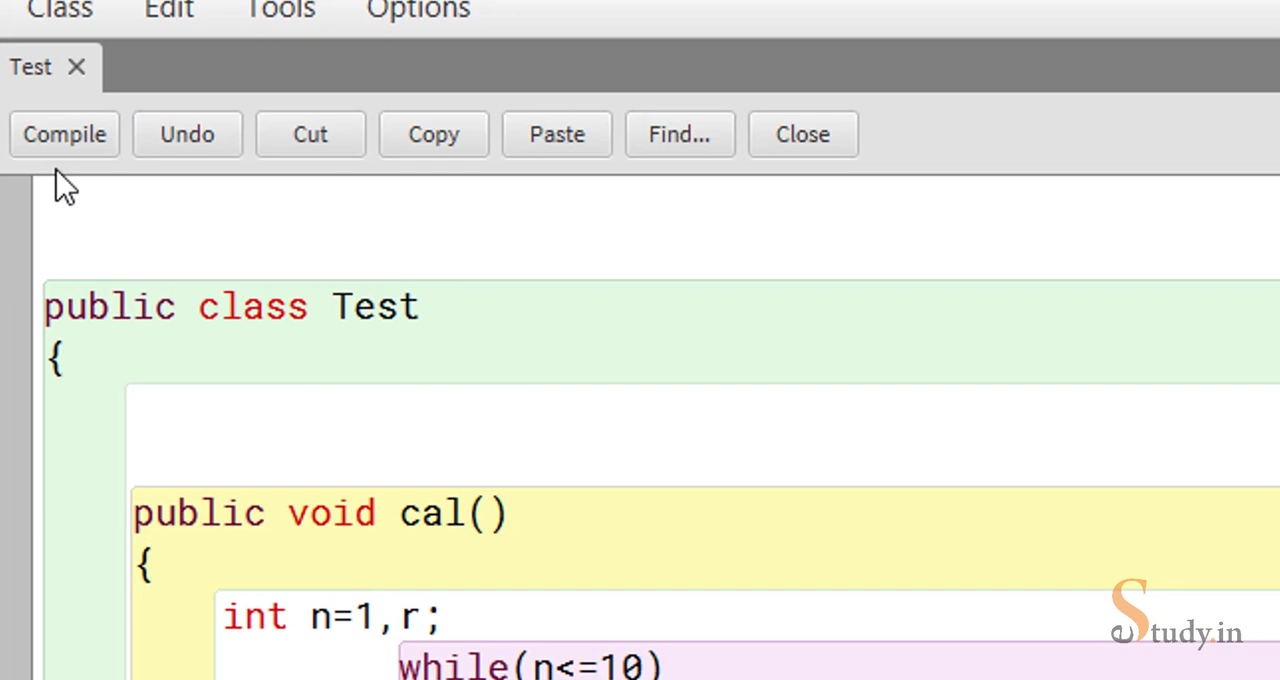 Class Edit Tools Options
Test
Compile Undo Cut Copy Paste Find... Close
public class Test
{
public void cal()
{
int n=1,r;
while(n<=10)
eStudy.in